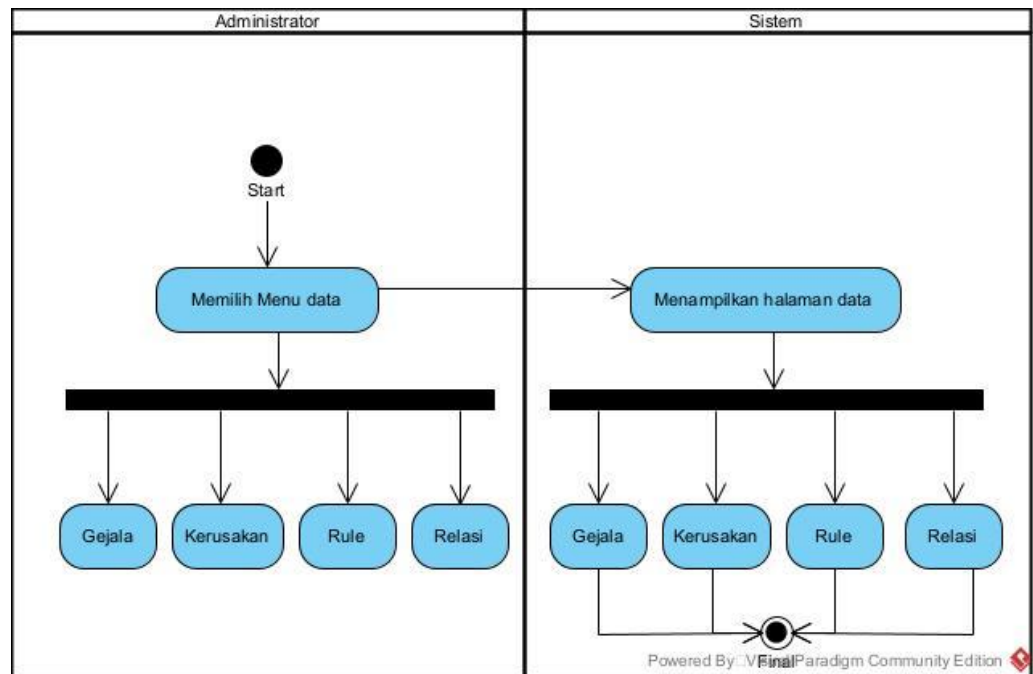 Administrator
Sistem
Start
Memilih Menu data
Menampilkan halaman data
Gejala
Kerusakan
Rule
Relasi
Gejala
Kerusakan
Rule
Relasi
Final
Powered By Visual Paradigm Community Edition